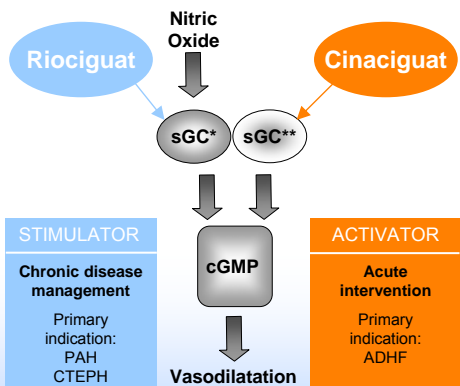 Nitric
Oxide
Riociguat
Cinaciguat
sGC*
sGC**
cGMP
Vasodilatation
STIMULATOR
Chronic disease
management
Primary
indication:
PAH
CTEPH
ACTIVATOR
Acute
intervention
Primary
indication:
ADHF